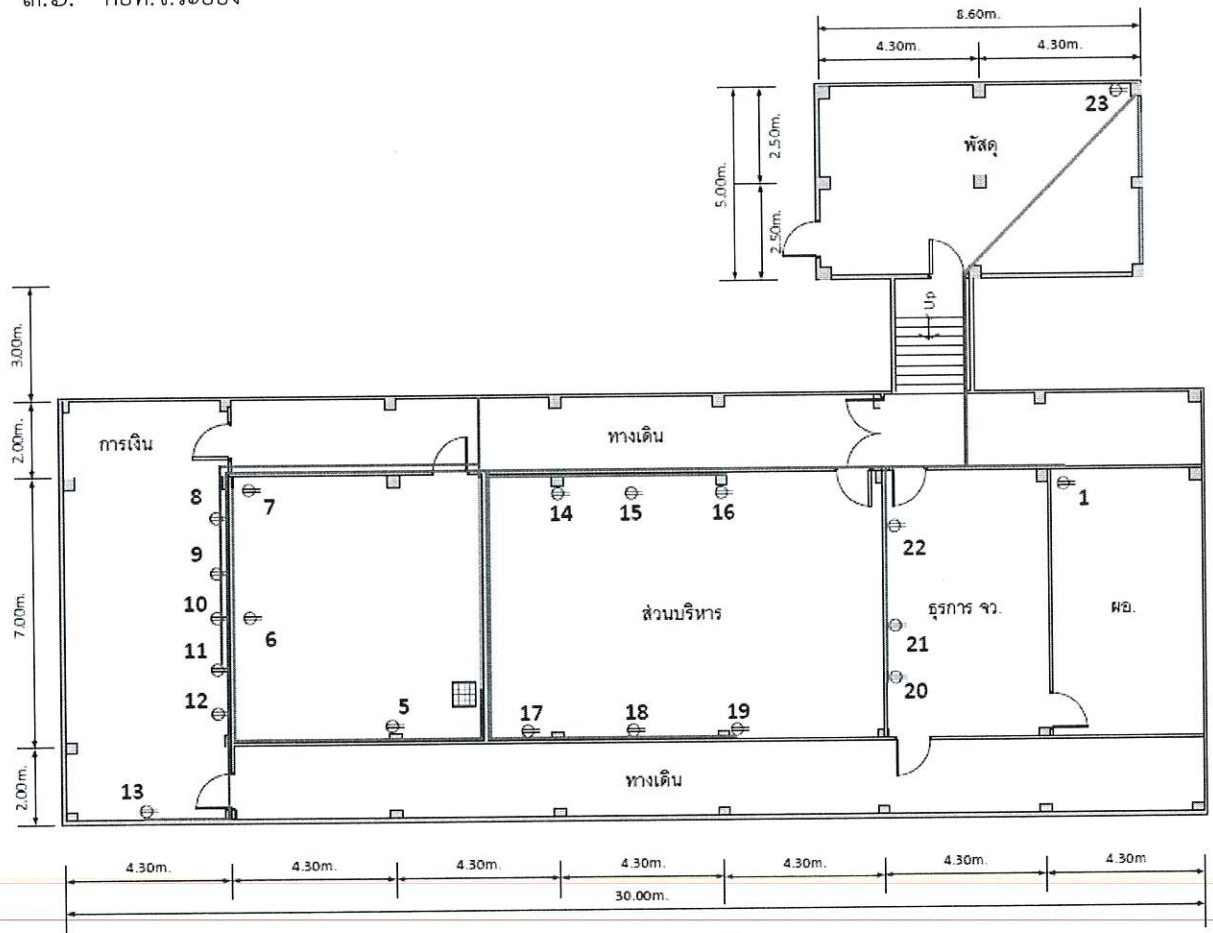 8.60m.
4.30m. 4.30m.
23
พัสดุ
2.50m.
5.00m.
2.50m.
Up
3.00m.
2.00m.
การเงิน
ทางเดิน
8 7 14 15 16 1
9 22
7.00m.
10
ส่วนบริหาร
ธุรการ จว.
ผอ.
11 6 21
12 5 17 18 19 20
2.00m.
13
ทางเดิน
4.30m. 4.30m. 4.30m. 4.30m. 4.30m. 4.30m. 4.30m
30.00m.